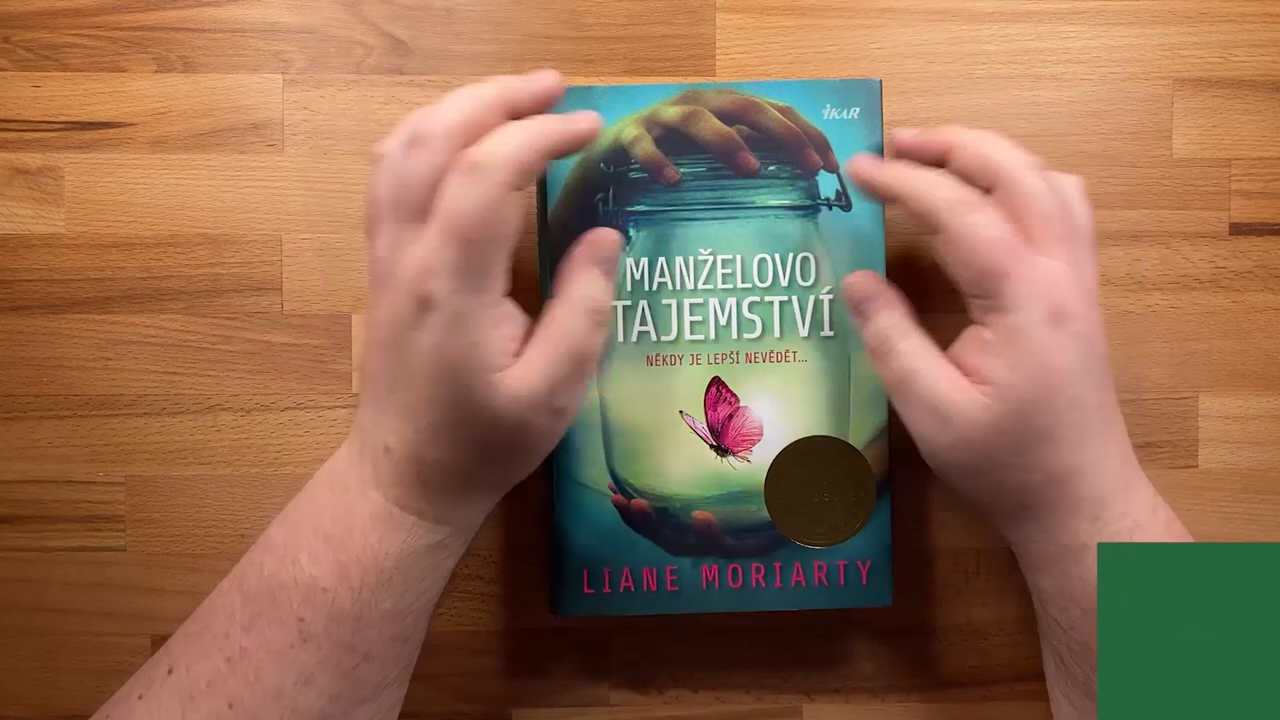 IKAR
MANŽELOVO
TAJEMSTVÍ
NĚKDY JE LEPŠÍ NEVĚDĚT...
LIANE MORIARTY